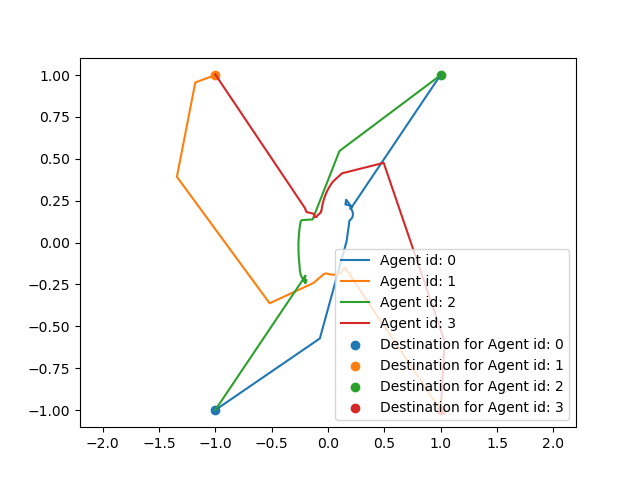 1.00
0.75
0.50
0.25
0.00
−0.25
−0.50
−0.75
−1.00
Agent id: 0
Agent id: 1
Agent id: 2
Agent id: 3
Destination for Agent id: 0
Destination for Agent id: 1
Destination for Agent id: 2
Destination for Agent id: 3
−2.0 −1.5 −1.0 −0.5 0.0 0.5 1.0 1.5 2.0